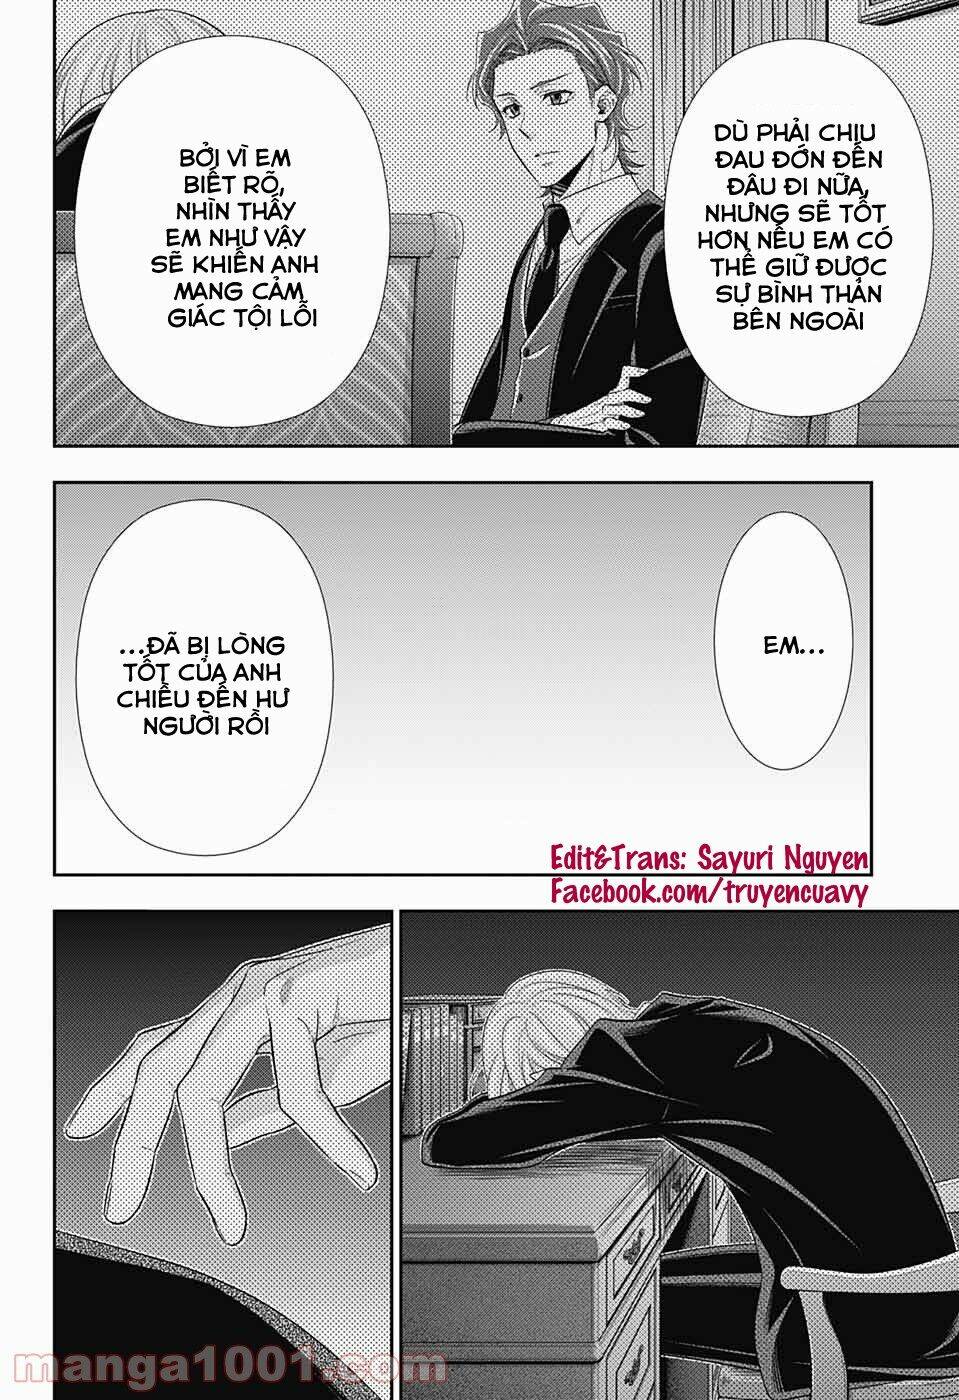 DÙ PHẢI CHỊU
ĐAU ĐỚN ĐẾN
ĐÂU ĐI NỮA,
NHƯNG SẼ TỐT
HƠN NẾU EM CÓ
THỂ GIỮ ĐƯỢC
SỰ BÌNH THẢN
BÊN NGOÀI
BỞI VÌ EM
BIẾT RÕ,
NHÌN THẤY
EM NHƯ VẬY
SẼ KHIẾN ANH
MANG CẢM
GIÁC TỘI LỖI
EM...
...ĐÃ BỊ LÒNG
TỐT CỦA ANH
CHIỀU ĐẾN HƯ
NGƯỜI RỒI
Edit&Trans: Sayuri Nguyen
Facebook.com/truyencuavy
manga1001.com